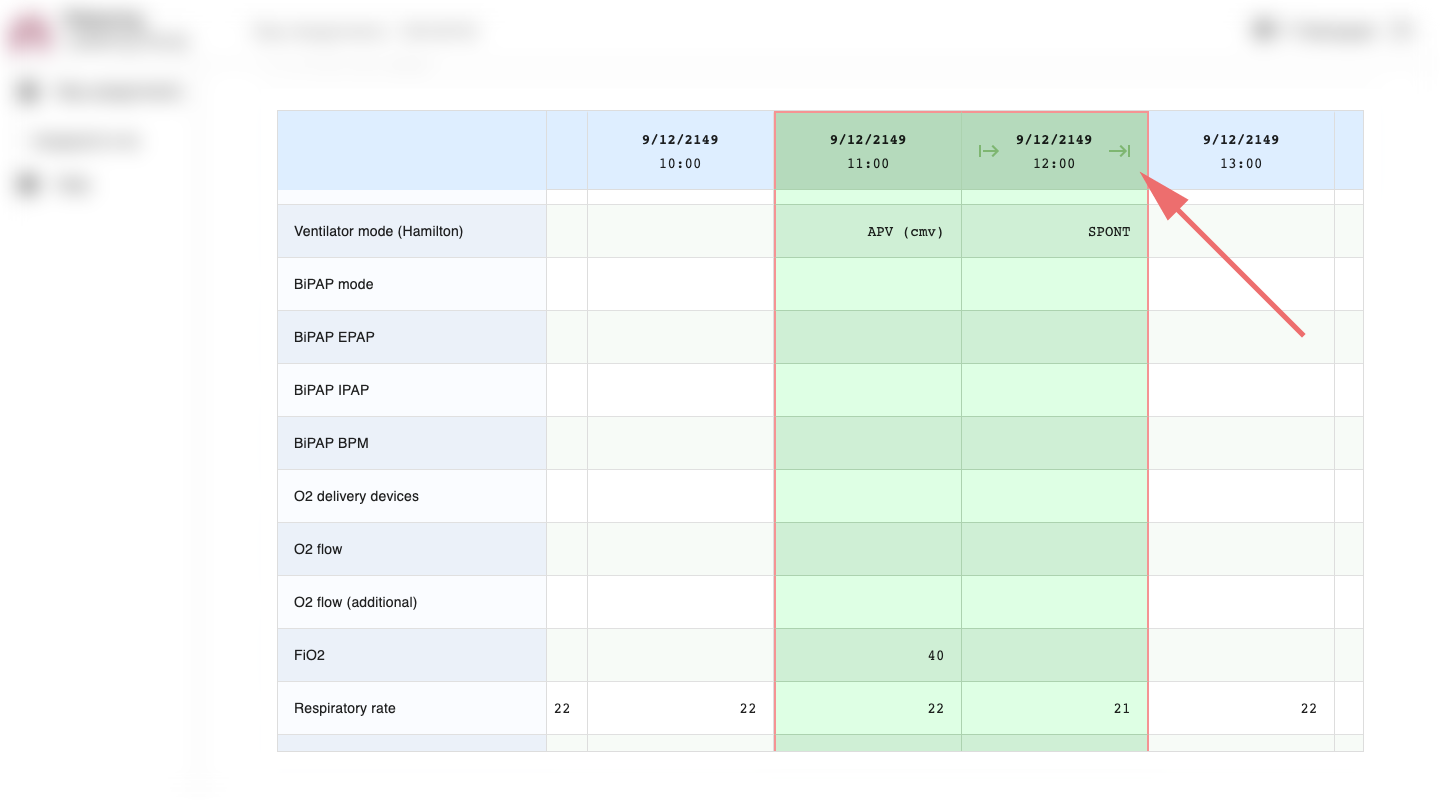 9/12/2149 9/12/2149 9/12/2149 9/12/2149
10:00 11:00 12:00 13:00
Ventilator mode (Hamilton) APV (cmv) SPONT
BiPAP mode
BiPAP EPAP
BiPAP IPAP
BiPAP BPM
O2 delivery devices
O2 flow
O2 flow (additional)
FiO2 40
Respiratory rate 22 22 22 21 22